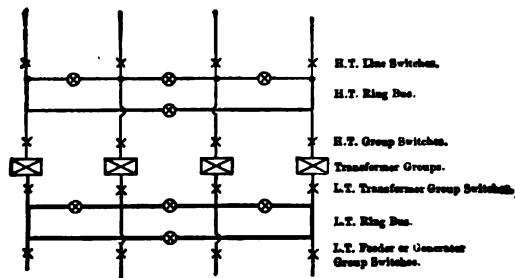 H.T. Line Switches.
H.T. Ring Bus.
H.T. Group Switches.
Transformer Groups.
L.T. Transformer Group Switches,
L.T. Ring Bus.
L.T. Feeder or Generator
Group Switches.